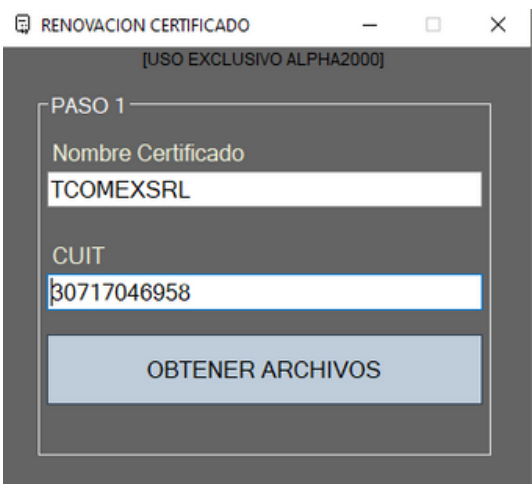 RENOVACION CERTIFICADO
[USO EXCLUSIVO ALPHA2000]
PASO 1
Nombre Certificado
TCOMEXSRL
CUIT
30717046958
OBTENER ARCHIVOS